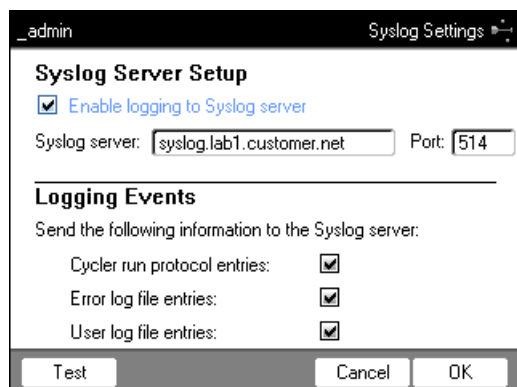 _admin Syslog Settings
Syslog Server Setup
Enable logging to Syslog server
Syslog server: syslog.lab1.customer.net Port: 514
Logging Events
Send the following information to the Syslog server:
Cycler run protocol entries:
Error log file entries:
User log file entries:
Test Cancel OK